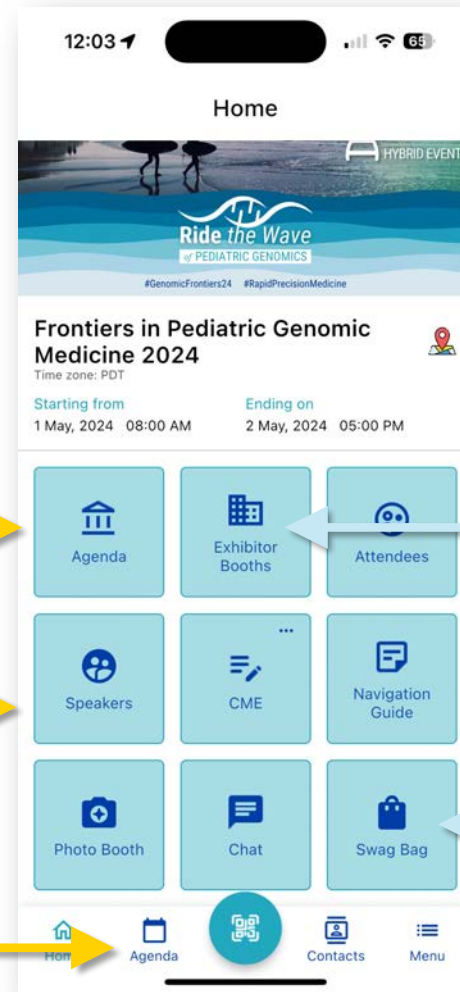 12:03
65
Home
HYBRID EVENT
Ride the Wave
of PEDIATRIC GENOMICS
#GenomicFrontiers24 #RapidPrecisionMedicine
Frontiers in Pediatric Genomic
Medicine 2024
Time zone: PDT
Starting from Ending on
1 May, 2024 08:00 AM 2 May, 2024 05:00 PM
Agenda
Exhibitor
Booths
Attendees
Speakers
CME
Navigation
Guide
Photo Booth
Chat
Swag Bag
Home
Agenda
Contacts
Menu